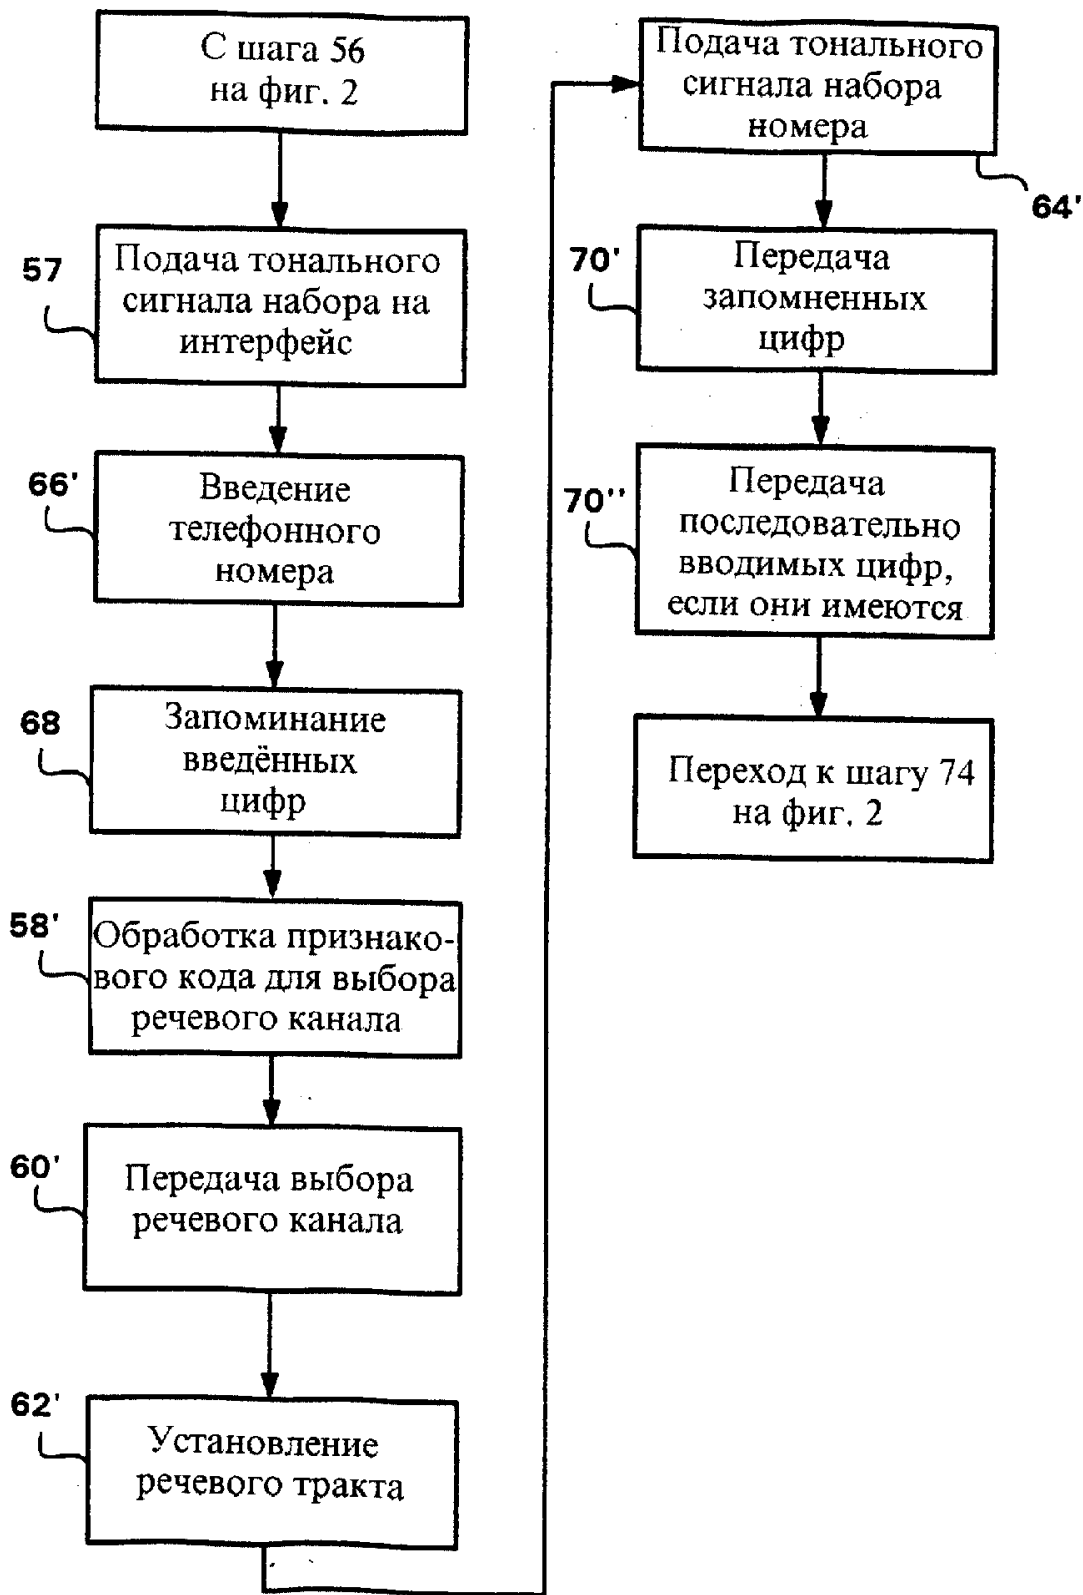 С шага 56
на фиг. 2
57
Подача тонального
сигнала набора на
интерфейс
66'
Введение
телефонного
номера
68
Запоминание
введённых
цифр
58'
Обработка признако-
вого кода для выбора
речевого канала
60'
Передача выбора
речевого канала
62'
Установление
речевого тракта
Подача тонального
сигнала набора
номера
64'
70'
Передача
запомненных
цифр
70''
Передача
последовательно
вводимых цифр,
если они имеются
Переход к шагу 74
на фиг. 2